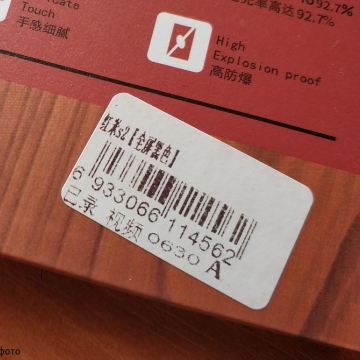 Touch
手感细腻
92.7%
光率高达92.7%
High
Explosion proof
高防爆
红米S2【全屏黑色】
6 933066 114562
已录 视频 0630 A
фото